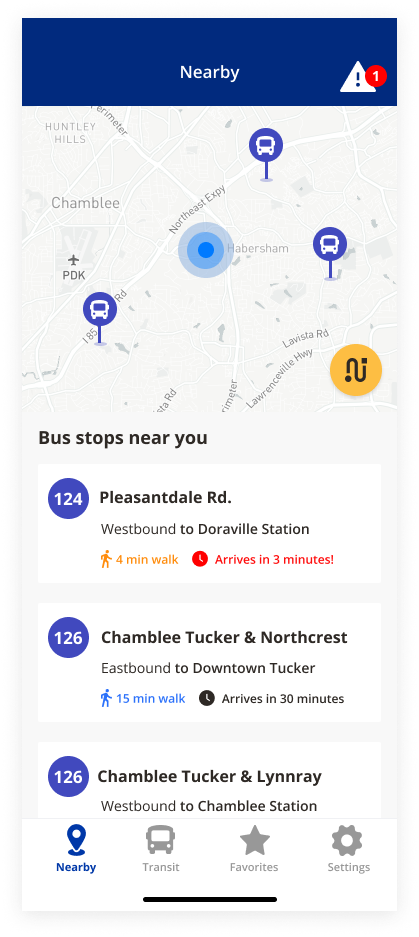 Nearby
1
HUNTLEY
HILLS
Perimeter
Chamblee
Northeast Expy
Habersham
PDK
I 85
Rd
Lavista Rd
Lawrenceville Hwy
Bus stops near you
124 Pleasantdale Rd.
Westbound to Doraville Station
4 min walk Arrives in 3 minutes!
126 Chamblee Tucker & Northcrest
Eastbound to Downtown Tucker
15 min walk Arrives in 30 minutes
126 Chamblee Tucker & Lynnray
Westbound to Chamblee Station
Nearby Transit Favorites Settings